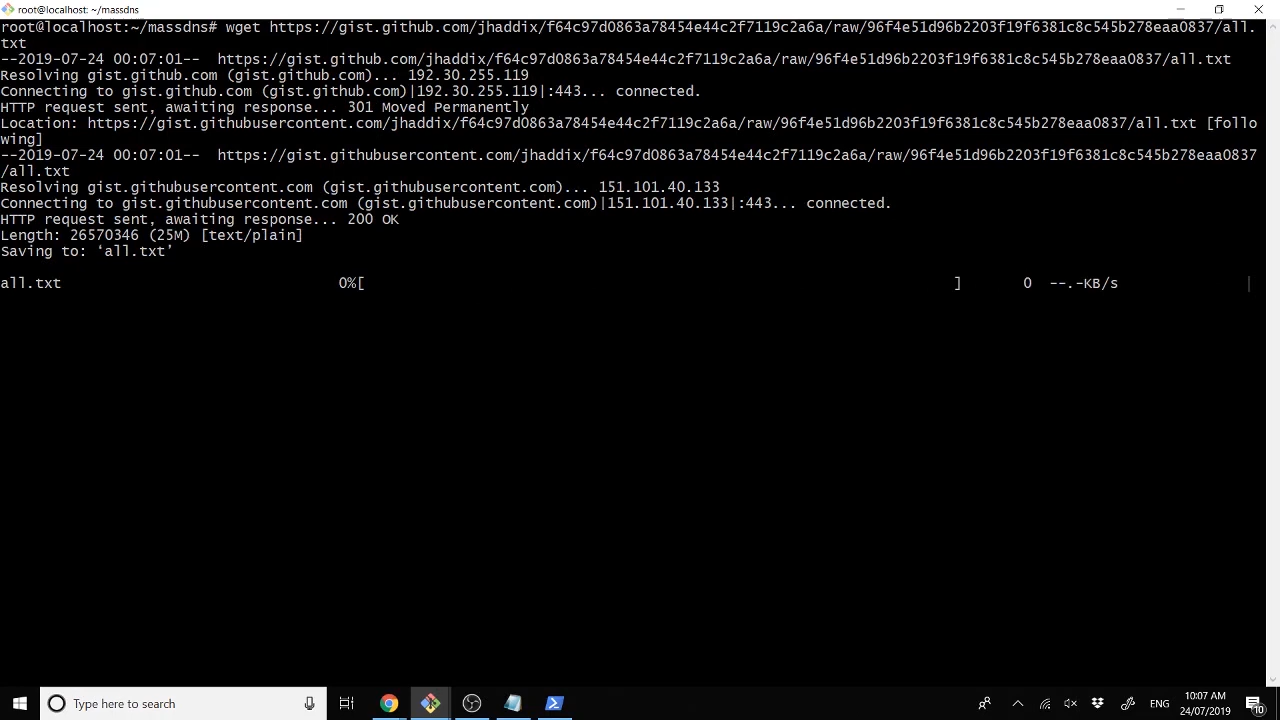 root@localhost: ~/massdns
root@localhost:~/massdns# wget https://gist.github.com/jhaddix/f64c97d0863a78454e44c2f7119c2a6a/raw/96f4e51d96b2203f19f6381c8c545b278eaa0837/all.
txt
--2019-07-24 00:07:01--  https://gist.github.com/jhaddix/f64c97d0863a78454e44c2f7119c2a6a/raw/96f4e51d96b2203f19f6381c8c545b278eaa0837/all.txt
Resolving gist.github.com (gist.github.com)... 192.30.255.119
Connecting to gist.github.com (gist.github.com)|192.30.255.119|:443... connected.
HTTP request sent, awaiting response... 301 Moved Permanently
Location: https://gist.githubusercontent.com/jhaddix/f64c97d0863a78454e44c2f7119c2a6a/raw/96f4e51d96b2203f19f6381c8c545b278eaa0837/all.txt [follo
wing]
--2019-07-24 00:07:01--  https://gist.githubusercontent.com/jhaddix/f64c97d0863a78454e44c2f7119c2a6a/raw/96f4e51d96b2203f19f6381c8c545b278eaa0837
/all.txt
Resolving gist.githubusercontent.com (gist.githubusercontent.com)... 151.101.40.133
Connecting to gist.githubusercontent.com (gist.githubusercontent.com)|151.101.40.133|:443... connected.
HTTP request sent, awaiting response... 200 OK
Length: 26570346 (25M) [text/plain]
Saving to: ‘all.txt’
all.txt 0%[ ] 0 --.-KB/s
Type here to search
ENG
10:07 AM
24/07/2019
10